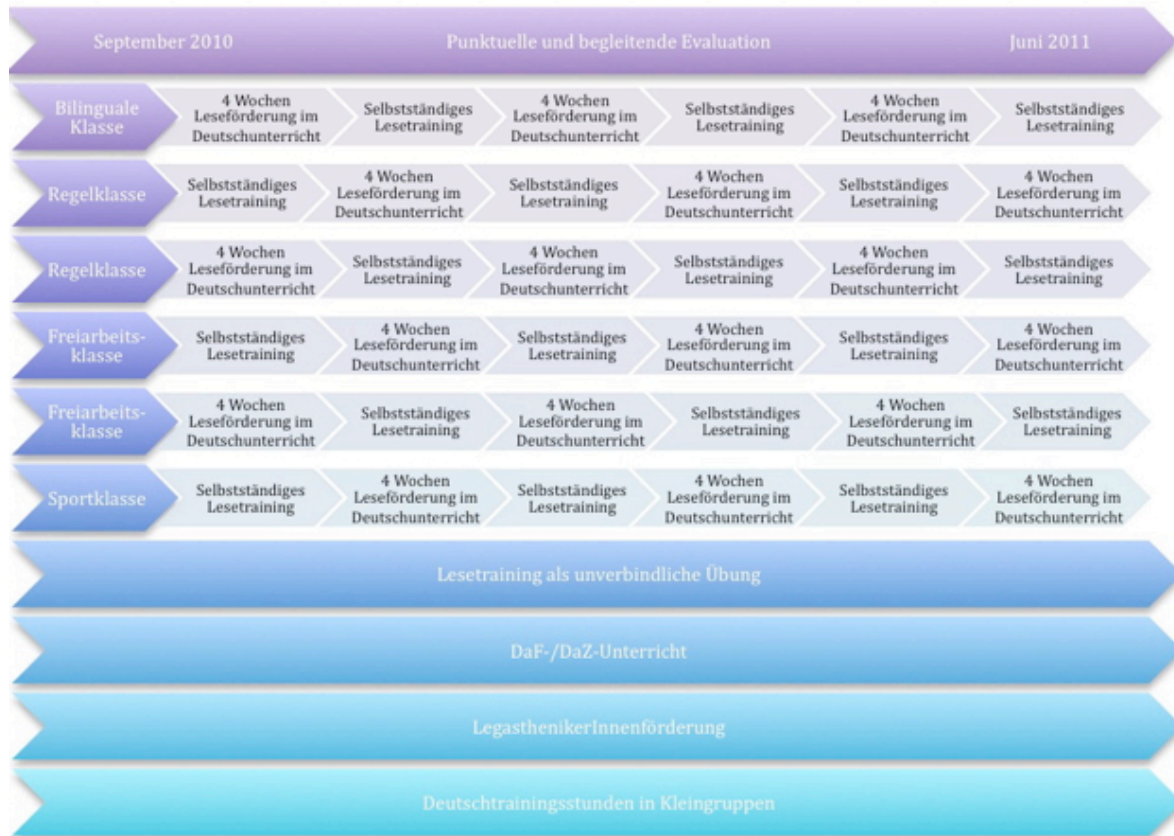 September 2010 Punktuelle und begleitende Evaluation Juni 2011
Bilinguale
Klasse
4 Wochen
Leseförderung im
Deutschunterricht
Selbstständiges
Lesetraining
4 Wochen
Leseförderung im
Deutschunterricht
Selbstständiges
Lesetraining
4 Wochen
Leseförderung im
Deutschunterricht
Selbstständiges
Lesetraining
Regelklasse
Selbstständiges
Lesetraining
4 Wochen
Leseförderung im
Deutschunterricht
Selbstständiges
Lesetraining
4 Wochen
Leseförderung im
Deutschunterricht
Selbstständiges
Lesetraining
4 Wochen
Leseförderung im
Deutschunterricht
Regelklasse
4 Wochen
Leseförderung im
Deutschunterricht
Selbstständiges
Lesetraining
4 Wochen
Leseförderung im
Deutschunterricht
Selbstständiges
Lesetraining
4 Wochen
Leseförderung im
Deutschunterricht
Selbstständiges
Lesetraining
Freiarbeits-
klasse
Selbstständiges
Lesetraining
4 Wochen
Leseförderung im
Deutschunterricht
Selbstständiges
Lesetraining
4 Wochen
Leseförderung im
Deutschunterricht
Selbstständiges
Lesetraining
4 Wochen
Leseförderung im
Deutschunterricht
Freiarbeits-
klasse
4 Wochen
Leseförderung im
Deutschunterricht
Selbstständiges
Lesetraining
4 Wochen
Leseförderung im
Deutschunterricht
Selbstständiges
Lesetraining
4 Wochen
Leseförderung im
Deutschunterricht
Selbstständiges
Lesetraining
Sportklasse
Selbstständiges
Lesetraining
4 Wochen
Leseförderung im
Deutschunterricht
Selbstständiges
Lesetraining
4 Wochen
Leseförderung im
Deutschunterricht
Selbstständiges
Lesetraining
4 Wochen
Leseförderung im
Deutschunterricht
Lesetraining als unverbindliche Übung
DaF-/DaZ-Unterricht
LegasthenikerInnenförderung
Deutschtrainingsstunden in Kleingruppen